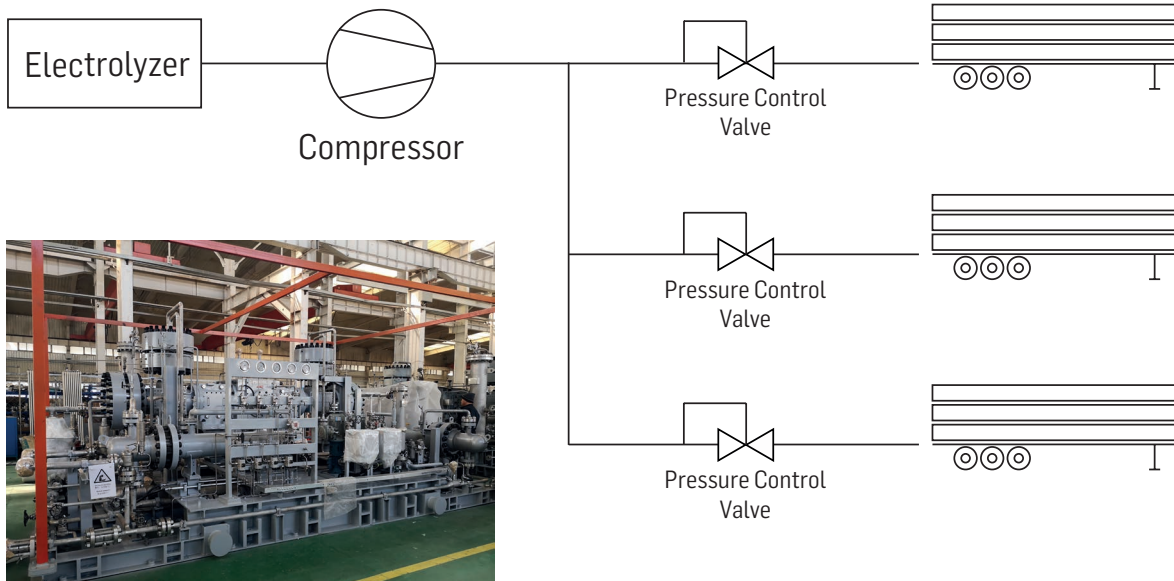 Electrolyzer
Compressor
Pressure Control
Valve
Pressure Control
Valve
Pressure Control
Valve